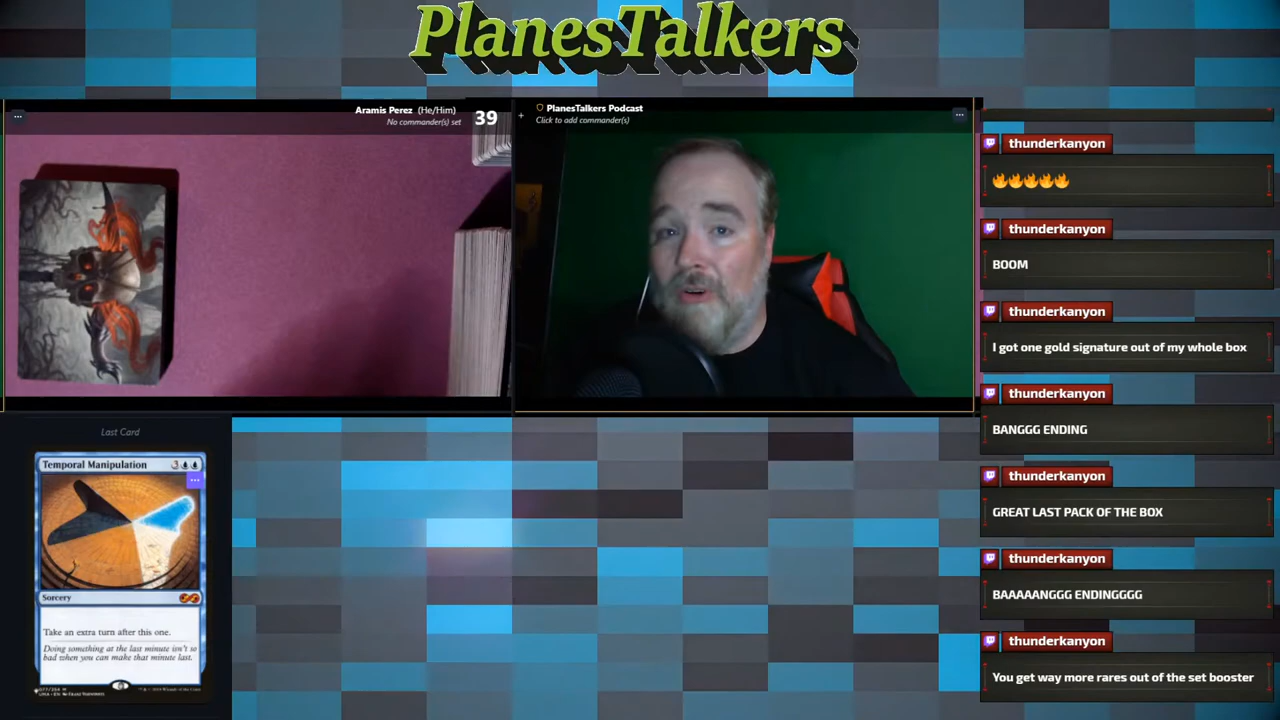 PlanesTalkers
Aramis Perez (He/Him)
No commander(s) set
39
PlanesTalkers Podcast
Click to add commander(s)
thunderkanyon
🔥🔥🔥🔥🔥
thunderkanyon
BOOM
thunderkanyon
I got one gold signature out of my whole box
thunderkanyon
BANGGG ENDING
thunderkanyon
GREAT LAST PACK OF THE BOX
thunderkanyon
BAAAAANGGG ENDINGGGG
thunderkanyon
You get way more rares out of the set booster
Last Card
Temporal Manipulation 3
Sorcery
Take an extra turn after this one.
Doing something at the last minute isn't so
bad when you can make that minute last.